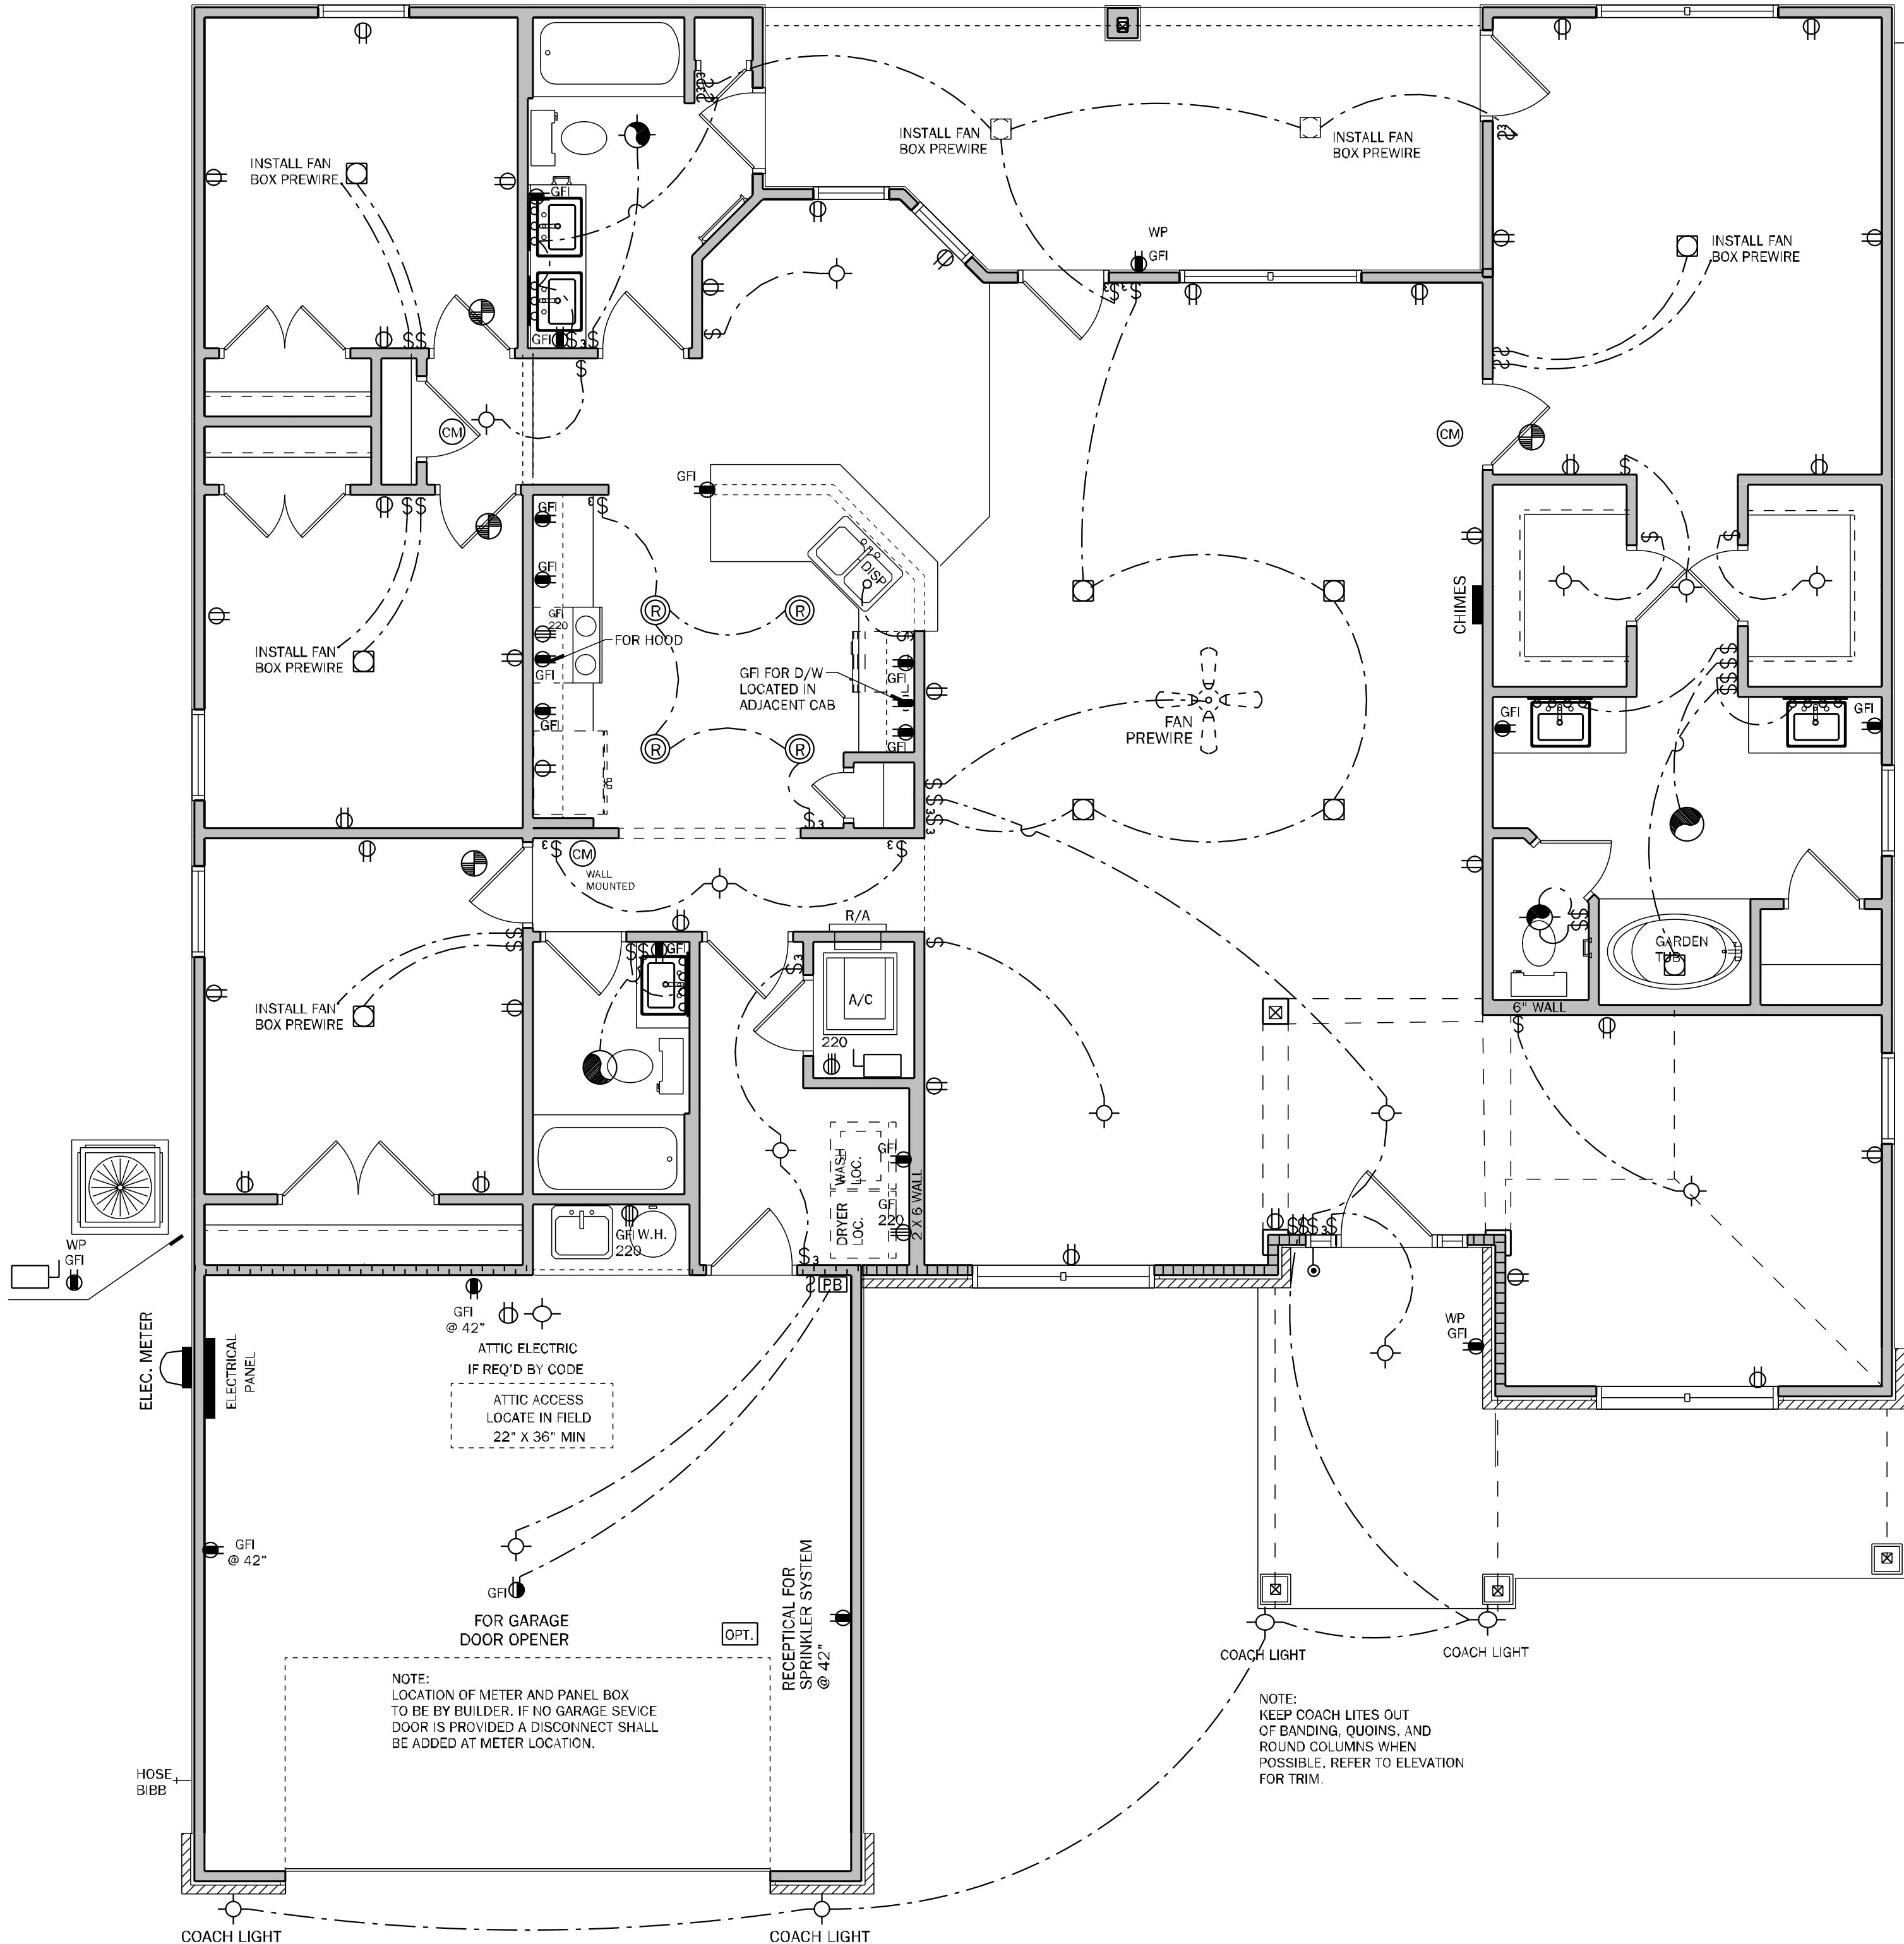 INSTALL FAN
BOX PREWIRE
GFI
GFI
$$
$3$
$
INSTALL FAN
BOX PREWIRE
INSTALL FAN
BOX PREWIRE
WP
GFI
INSTALL FAN
BOX PREWIRE
CM
CM
$$
INSTALL FAN
BOX PREWIRE
GFI
GFI
GFI
GFI
220
FOR HOOD
GFI
GFI
GFI
DISP
R
R
R
R
GFI FOR D/W
LOCATED IN
ADJACENT CAB
GFI
GFI
$3
FAN
PREWIRE
CHIMES
GFI
GFI
CM
WALL
MOUNTED
R/A
GFI
A/C
220
GARDEN
TUB
6" WALL
INSTALL FAN
BOX PREWIRE
WASH
LOC.
GFI
DRYER
LOC.
GFI
220
2 X 6 WALL
GFI
W.H.
220
$3
PB
WP
GFI
GFI
@ 42"
ATTIC ELECTRIC
IF REQ'D BY CODE
ATTIC ACCESS
LOCATE IN FIELD
22" X 36" MIN
ELEC. METER
ELECTRICAL
PANEL
WP
GFI
GFI
@ 42"
GFI
FOR GARAGE
DOOR OPENER
OPT.
RECEPTICAL FOR
SPRINKLER SYSTEM
@ 42"
NOTE:
LOCATION OF METER AND PANEL BOX
TO BE BY BUILDER. IF NO GARAGE SEVICE
DOOR IS PROVIDED A DISCONNECT SHALL
BE ADDED AT METER LOCATION.
COACH LIGHT
COACH LIGHT
NOTE:
KEEP COACH LITES OUT
OF BANDING, QUOINS, AND
ROUND COLUMNS WHEN
POSSIBLE, REFER TO ELEVATION
FOR TRIM.
HOSE
BIBB
COACH LIGHT
COACH LIGHT